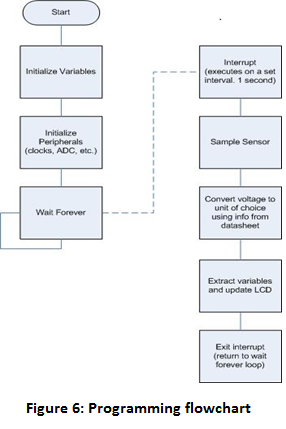 Start
Initialize Variables
Initialize
Peripherals
(clocks, ADC, etc.)
Wait Forever
Interrupt
(executes on a set
interval. 1 second)
Sample Sensor
Convert voltage to
unit of choice
using info from
datasheet
Extract variables
and update LCD
Exit interrupt
(return to wait
forever loop)
Figure 6: Programming flowchart